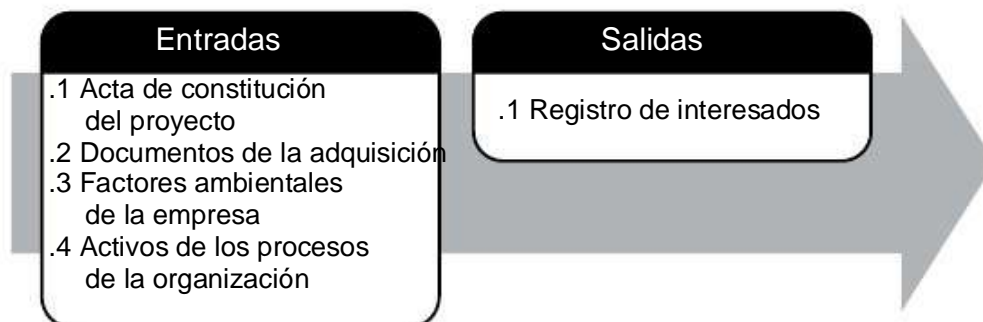 Entradas
.1 Acta de constitución
del proyecto
.2 Documentos de la adquisición
.3 Factores ambientales
de la empresa
.4 Activos de los procesos
de la organización
Salidas
.1 Registro de interesados